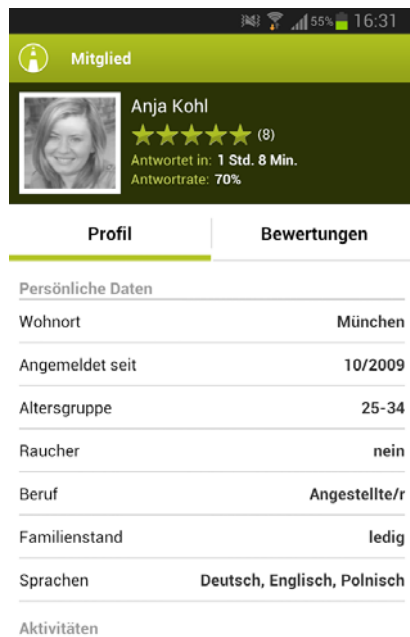 55% 16:31
Mitglied
Anja Kohl
(8)
Antwortet in: 1 Std. 8 Min.
Antwortrate: 70%
Profil Bewertungen
Persönliche Daten
Wohnort München
Angemeldet seit 10/2009
Altersgruppe 25-34
Raucher nein
Beruf Angestellte/r
Familienstand ledig
Sprachen Deutsch, Englisch, Polnisch
Aktivitäten